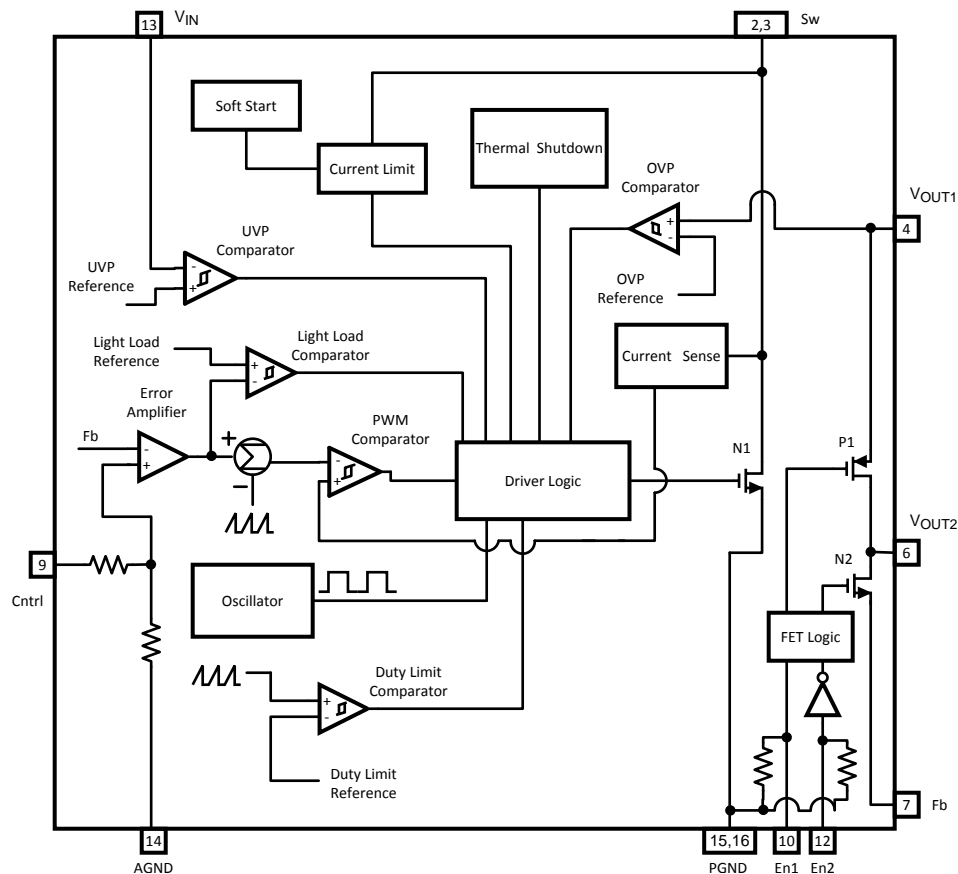 13
VIN
2,3
Sw
Soft Start
Current Limit
Thermal Shutdown
OVP
Comparator
+
-
OVP
Reference
VOUT1
4
UVP
Comparator
UVP
Reference
-
+
Light Load
Reference
Light Load
Comparator
+
-
Current Sense
Error
Amplifier
Fb
-
+
+
Σ
–
PWM
Comparator
-
+
Driver Logic
N1
P1
VOUT2
6
N2
9
Cntrl
Oscillator
FET Logic
Duty Limit
Comparator
+
-
Duty Limit
Reference
7
Fb
14
AGND
15,16
PGND
10
En1
12
En2